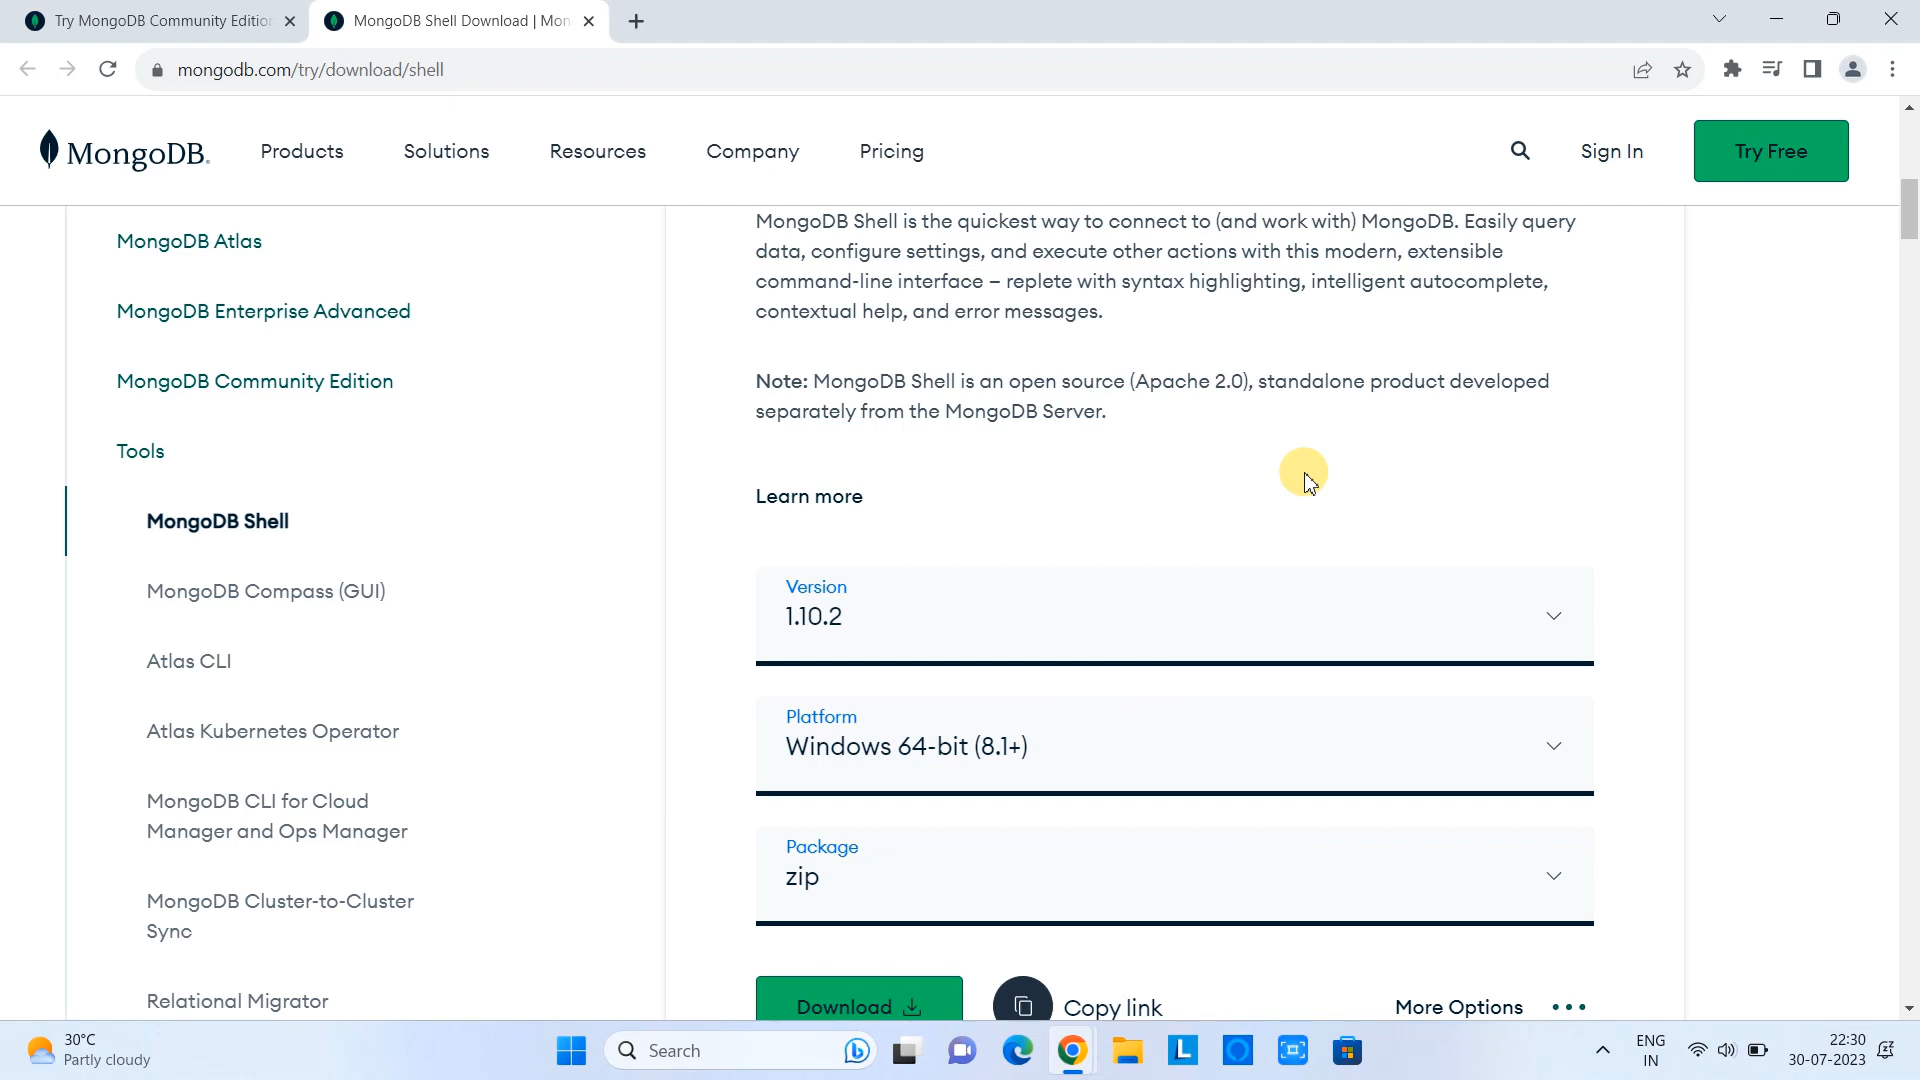 Try MongoDB Community Edition
MongoDB Shell Download | Mon
mongodb.com/try/download/shell
MongoDB.
Products
Solutions
Resources
Company
Pricing
Sign In
Try Free
MongoDB Atlas
MongoDB Enterprise Advanced
MongoDB Community Edition
Tools
MongoDB Shell
MongoDB Compass (GUI)
Atlas CLI
Atlas Kubernetes Operator
MongoDB CLI for Cloud
Manager and Ops Manager
MongoDB Cluster-to-Cluster
Sync
Relational Migrator
MongoDB Shell is the quickest way to connect to (and work with) MongoDB. Easily query
data, configure settings, and execute other actions with this modern, extensible
command-line interface – replete with syntax highlighting, intelligent autocomplete,
contextual help, and error messages.
Note: MongoDB Shell is an open source (Apache 2.0), standalone product developed
separately from the MongoDB Server.
Learn more
Version
1.10.2
Platform
Windows 64-bit (8.1+)
Package
zip
Download
Copy link
More Options
30°C
Partly cloudy
Search
L
ENG
IN
22:30
30-07-2023